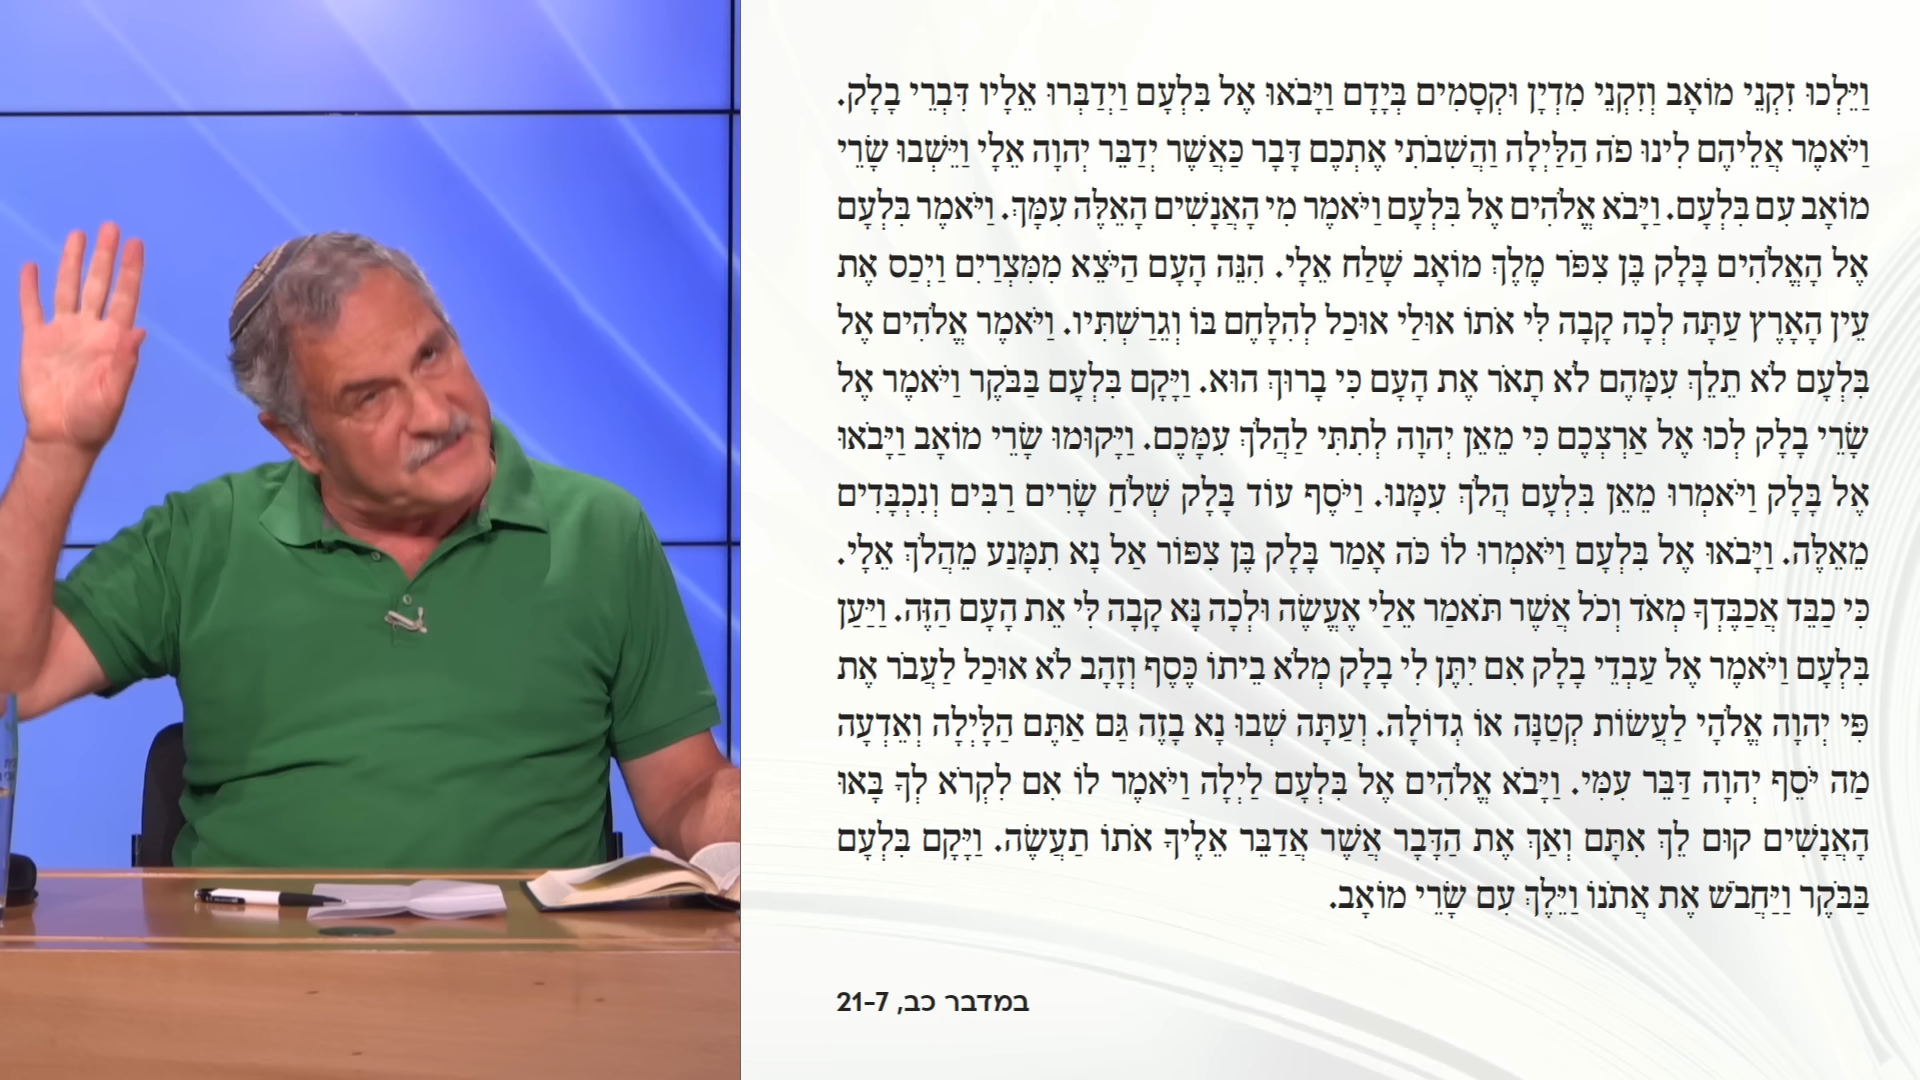 וַיֵּלְכוּ זִקְנֵי מוֹאָב וְזִקְנֵי מִדְיָן וּקְסָמִים בְּיָדָם וַיָּבֹאוּ אֶל בִּלְעָם וַיְדַבְּרוּ אֵלָיו דִּבְרֵי בָלָק.
וַיֹּאמֶר אֲלֵיהֶם לִינוּ פֹה הַלַּיְלָה וַהֲשִׁבֹתִי אֶתְכֶם דָּבָר כַּאֲשֶׁר יְדַבֵּר יְהוָה אֵלָי וַיֵּשְׁבוּ שָׂרֵי
מוֹאָב עִם בִּלְעָם. וַיָּבֹא אֱלֹהִים אֶל בִּלְעָם וַיֹּאמֶר מִי הָאֲנָשִׁים הָאֵלֶּה עִמָּךְ. וַיֹּאמֶר בִּלְעָם
אֶל הָאֱלֹהִים בָּלָק בֶּן צִפֹּר מֶלֶךְ מוֹאָב שָׁלַח אֵלָי. הִנֵּה הָעָם הַיֹּצֵא מִמִּצְרַיִם וַיְכַס אֶת
עֵין הָאָרֶץ עַתָּה לְכָה קָבָה לִּי אֹתוֹ אוּלַי אוּכַל לְהִלָּחֶם בּוֹ וְגֵרַשְׁתִּיו. וַיֹּאמֶר אֱלֹהִים אֶל
בִּלְעָם לֹא תֵלֵךְ עִמָּהֶם לֹא תָאֹר אֶת הָעָם כִּי בָרוּךְ הוּא. וַיָּקָם בִּלְעָם בַּבֹּקֶר וַיֹּאמֶר אֶל
שָׂרֵי בָלָק לְכוּ אֶל אַרְצְכֶם כִּי מֵאֵן יְהוָה לְתִתִּי לַהֲלֹךְ עִמָּכֶם. וַיָּקוּמוּ שָׂרֵי מוֹאָב וַיָּבֹאוּ
אֶל בָּלָק וַיֹּאמְרוּ מֵאֵן בִּלְעָם הֲלֹךְ עִמָּנוּ. וַיֹּסֶף עוֹד בָּלָק שְׁלֹחַ שָׂרִים רַבִּים וְנִכְבָּדִים
מֵאֵלֶּה. וַיָּבֹאוּ אֶל בִּלְעָם וַיֹּאמְרוּ לוֹ כֹּה אָמַר בָּלָק בֶּן צִפּוֹר אַל נָא תִמָּנַע מֵהֲלֹךְ אֵלָי.
כִּי כַבֵּד אֲכַבֶּדְךָ מְאֹד וְכֹל אֲשֶׁר תֹּאמַר אֵלַי אֶעֱשֶׂה וּלְכָה נָּא קָבָה לִּי אֵת הָעָם הַזֶּה. וַיַּעַן
בִּלְעָם וַיֹּאמֶר אֶל עַבְדֵי בָלָק אִם יִתֶּן לִי בָלָק מְלֹא בֵיתוֹ כֶּסֶף וְזָהָב לֹא אוּכַל לַעֲבֹר אֶת
פִּי יְהוָה אֱלֹהָי לַעֲשׂוֹת קְטַנָּה אוֹ גְדוֹלָה. וְעַתָּה שְׁבוּ נָא בָזֶה גַּם אַתֶּם הַלָּיְלָה וְאֵדְעָה
מַה יֹּסֵף יְהוָה דַּבֵּר עִמִּי. וַיָּבֹא אֱלֹהִים אֶל בִּלְעָם לַיְלָה וַיֹּאמֶר לוֹ אִם לִקְרֹא לְךָ בָּאוּ
הָאֲנָשִׁים קוּם לֵךְ אִתָּם וְאַךְ אֶת הַדָּבָר אֲשֶׁר אֲדַבֵּר אֵלֶיךָ אֹתוֹ תַעֲשֶׂה. וַיָּקָם בִּלְעָם
בַּבֹּקֶר וַיַּחֲבֹשׁ אֶת אֲתֹנוֹ וַיֵּלֶךְ עִם שָׂרֵי מוֹאָב.
במדבר כב, 21-7